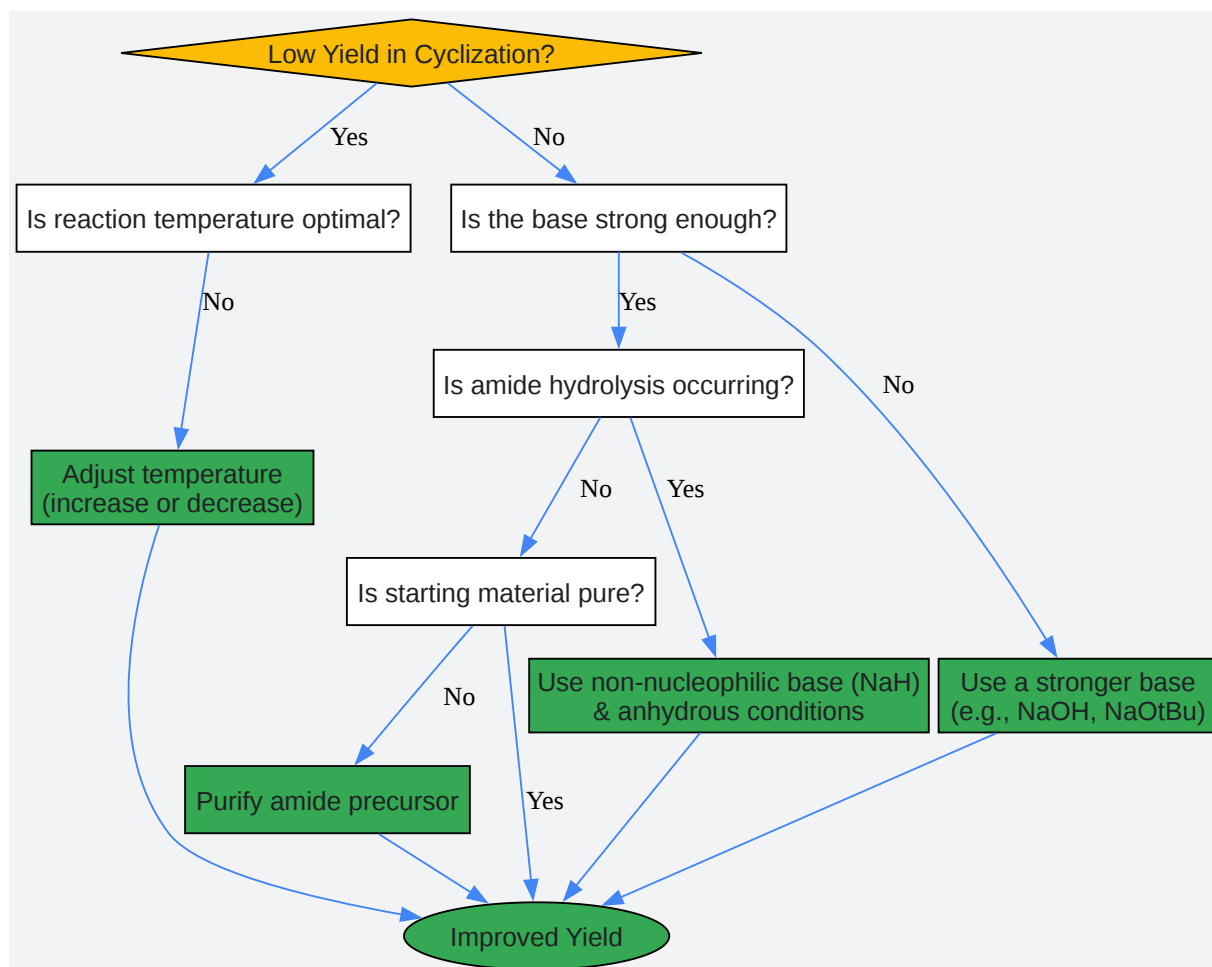 Low Yield in Cyclization?
Yes
No
Is reaction temperature optimal?
Is the base strong enough?
No
Yes
Is amide hydrolysis occurring?
No
Adjust temperature
(increase or decrease)
No
Yes
Is starting material pure?
Use non-nucleophilic base (NaH)
& anhydrous conditions
Use a stronger base
(e.g., NaOH, NaOtBu)
No
Purify amide precursor
Yes
Improved Yield